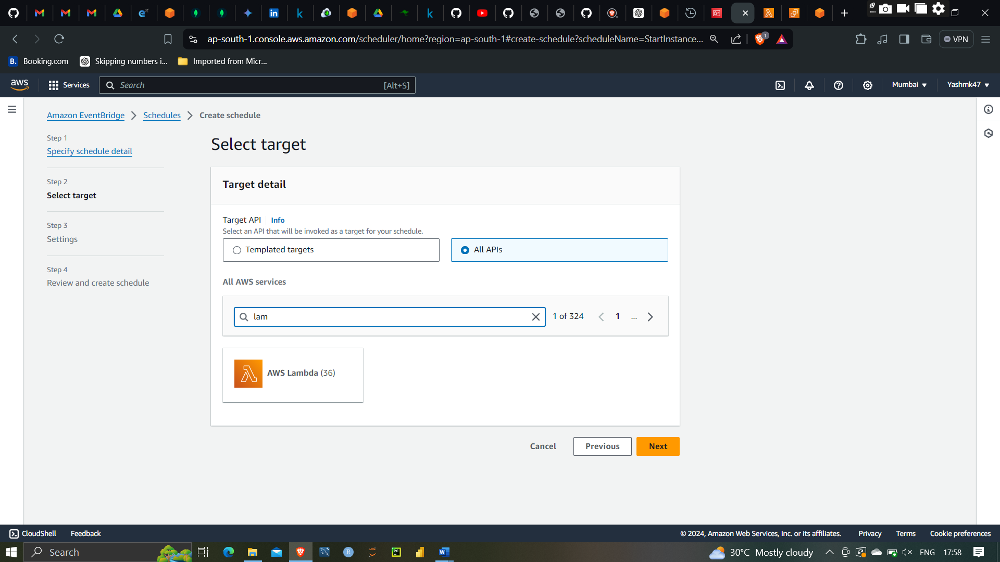 ap-south-1.console.aws.amazon.com/scheduler/home?region=ap-south-1#create-schedule?scheduleName=StartInstance...
1
VPN
B. Booking.com
Skipping numbers i...
Imported from Micr...
aws
Services
Search
[Alt+S]
Mumbai
Yashmk47
Amazon EventBridge
Schedules
Create schedule
Step 1
Specify schedule detail
Step 2
Select target
Step 3
Settings
Step 4
Review and create schedule
Select target
Target detail
Target API
Info
Select an API that will be invoked as a target for your schedule.
Templated targets
All APIs
All AWS services
lam
1 of 324
1
...
AWS Lambda (36)
Cancel
Previous
Next
CloudShell
Feedback
© 2024, Amazon Web Services, Inc. or its affiliates.
Privacy
Terms
Cookie preferences
Search
30°C Mostly cloudy
ENG
17:58